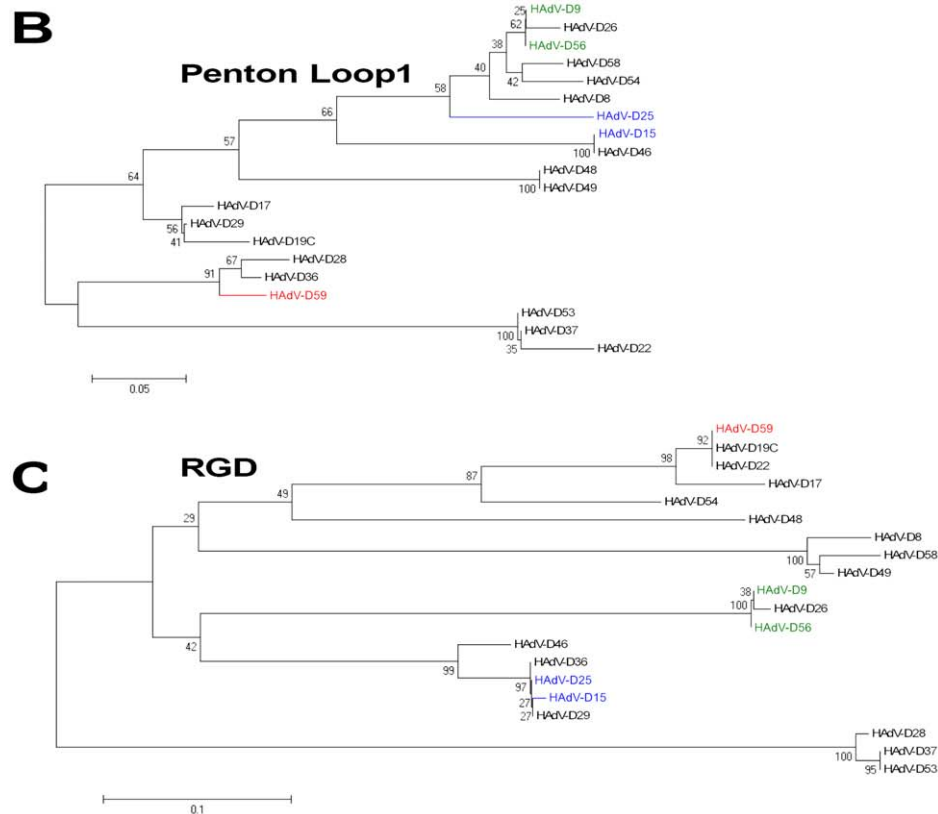 B
Penton Loop1
25
HAdV-D9
62
HAdV-D26
38
HAdV-D56
40
HAdV-D58
42
HAdV-D54
58
HAdV-D8
66
HAdV-D25
HAdV-D15
57
100
HAdV-D46
64
HAdV-D48
100
HAdV-D49
HAdV-D17
56
HAdV-D29
41
HAdV-D19C
67
HAdV-D28
91
HAdV-D36
HAdV-D59
HAdV-D53
100
HAdV-D37
35
HAdV-D22
0.05
C
RGD
HAdV-D59
92
HAdV-D19C
98
HAdV-D22
87
HAdV-D17
49
HAdV-D54
29
HAdV-D48
HAdV-D8
100
HAdV-D58
57
HAdV-D49
38
HAdV-D9
100
HAdV-D26
HAdV-D56
42
HAdV-D46
99
HAdV-D36
97
HAdV-D25
27
HAdV-D15
27
HAdV-D29
HAdV-D28
100
HAdV-D37
95
HAdV-D53
0.1